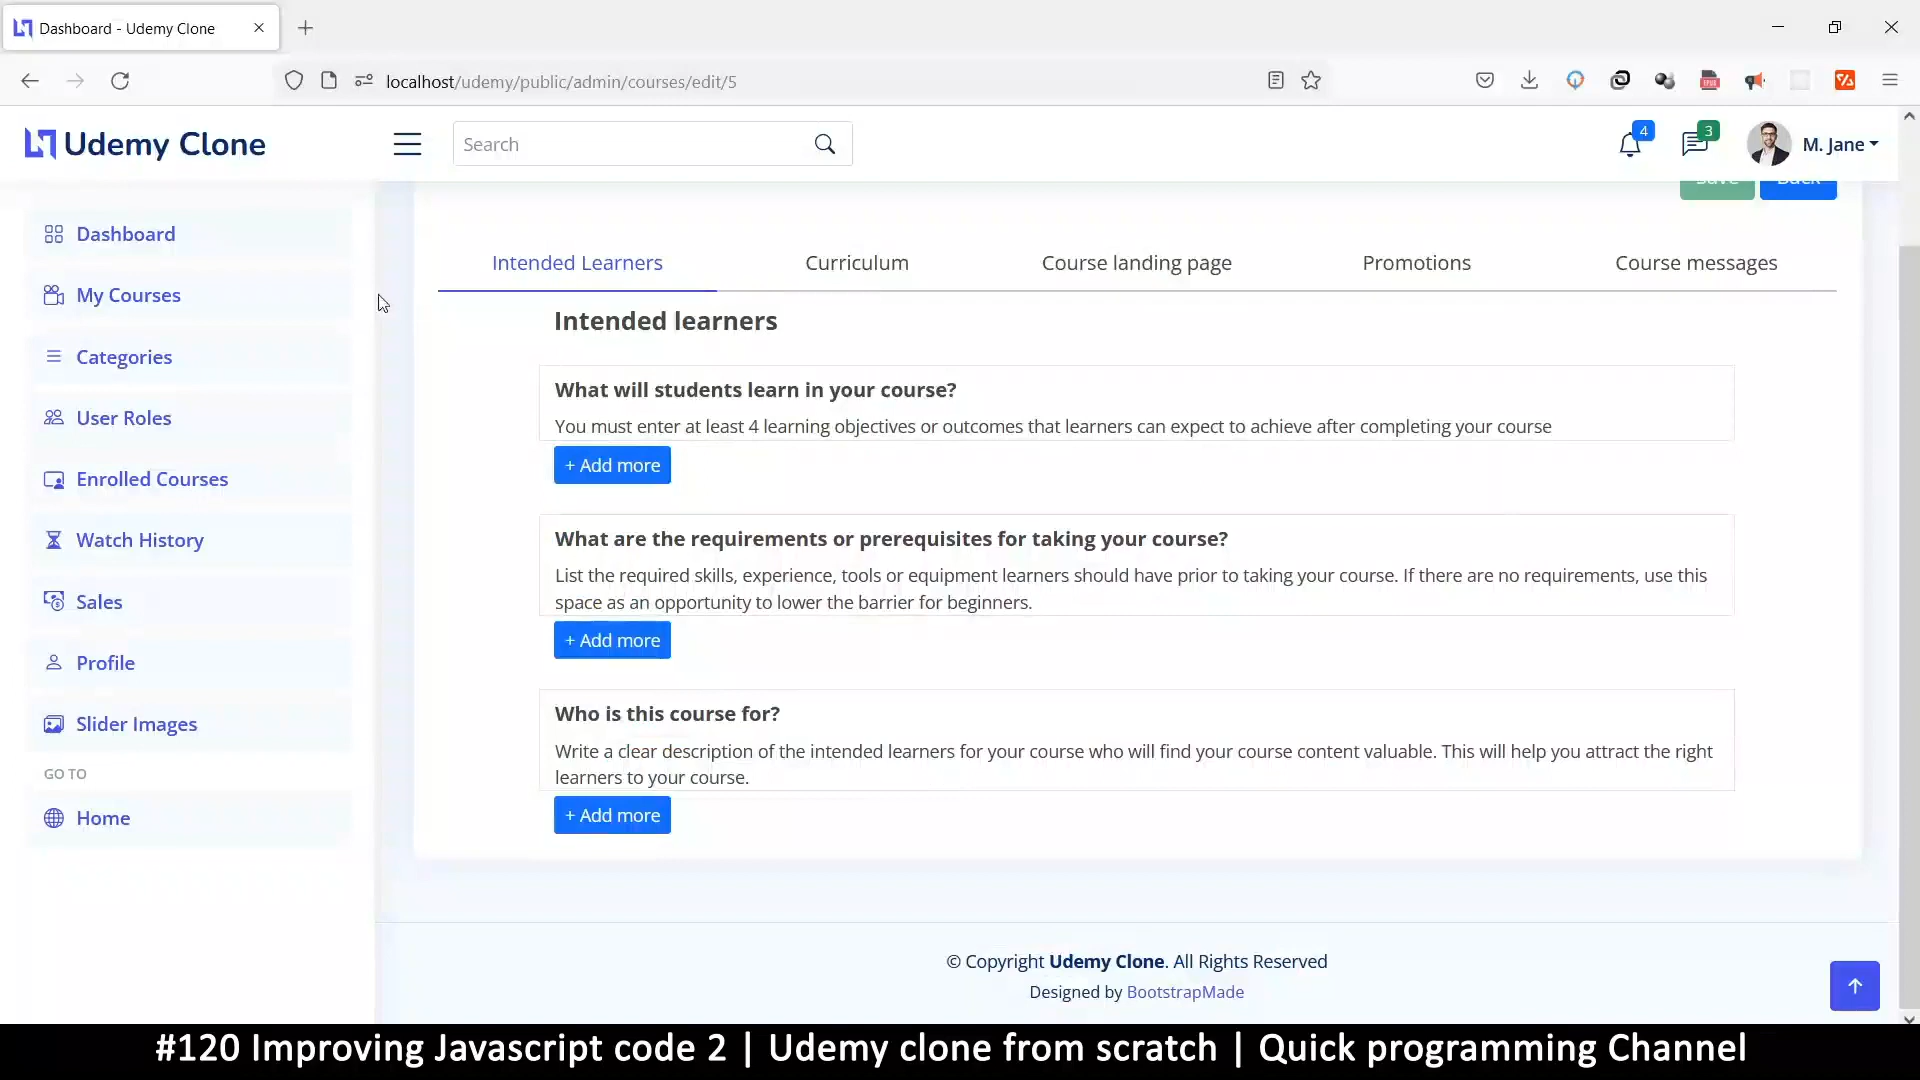 Dashboard - Udemy Clone
localhost/udemy/public/admin/courses/edit/5
Udemy Clone
Search
4
3
M. Jane
Save
Back
Dashboard
My Courses
Categories
User Roles
Enrolled Courses
Watch History
Sales
Profile
Slider Images
GO TO
Home
Intended Learners
Curriculum
Course landing page
Promotions
Course messages
Intended learners
What will students learn in your course?
You must enter at least 4 learning objectives or outcomes that learners can expect to achieve after completing your course
+ Add more
What are the requirements or prerequisites for taking your course?
List the required skills, experience, tools or equipment learners should have prior to taking your course. If there are no requirements, use this
space as an opportunity to lower the barrier for beginners.
+ Add more
Who is this course for?
Write a clear description of the intended learners for your course who will find your course content valuable. This will help you attract the right
learners to your course.
+ Add more
© Copyright Udemy Clone. All Rights Reserved
Designed by BootstrapMade
#120 Improving Javascript code 2 | Udemy clone from scratch | Quick programming Channel